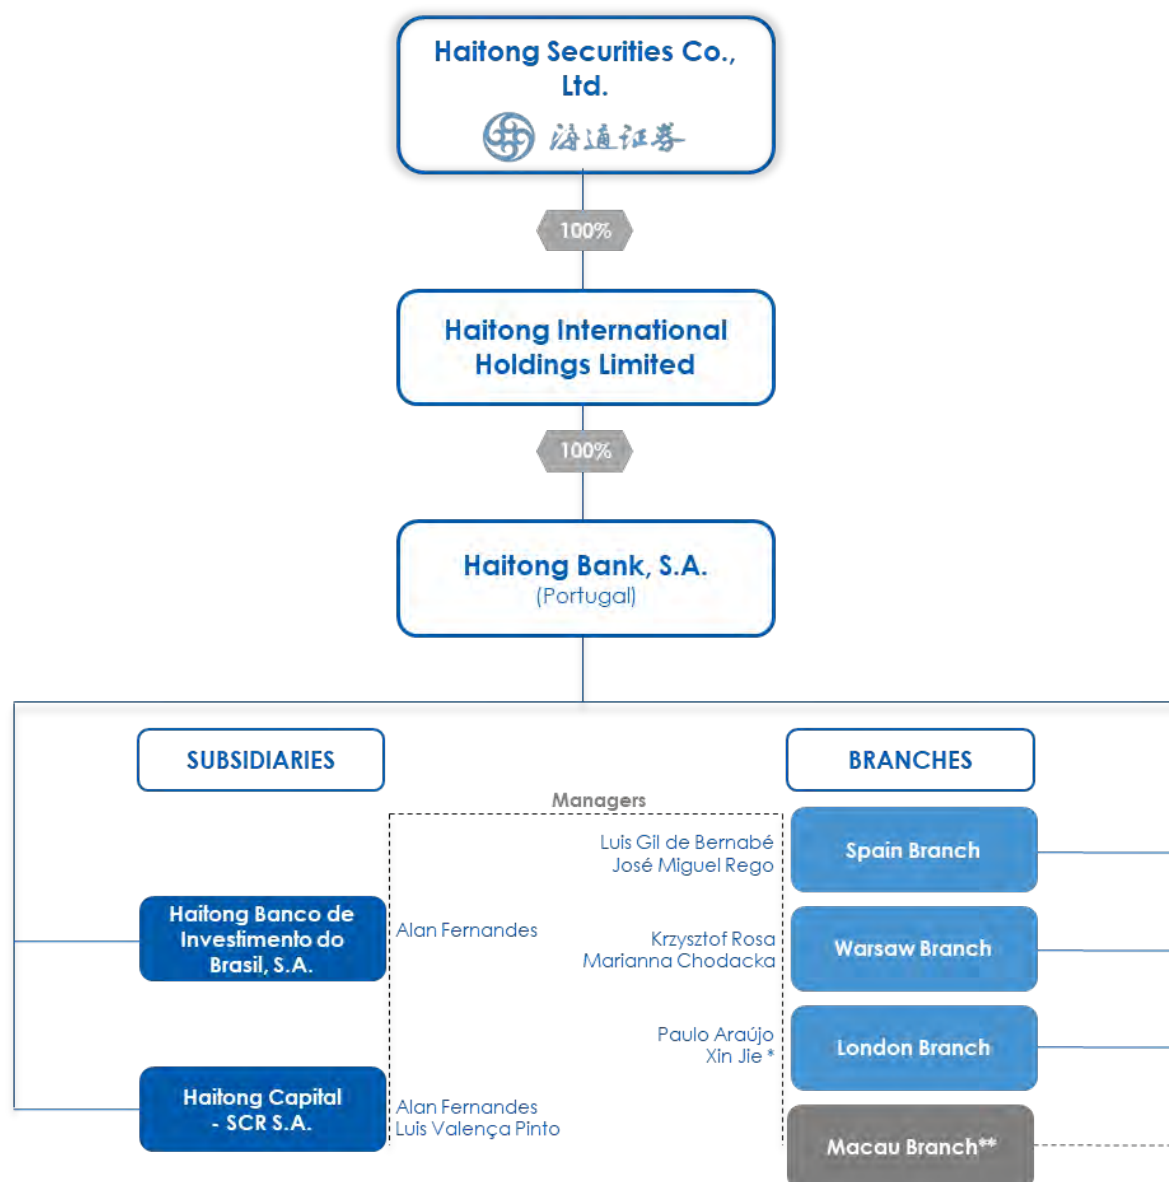 Haitong Securities Co.,
Ltd.
海通证券
100%
Haitong International
Holdings Limited
100%
Haitong Bank, S.A.
(Portugal)
SUBSIDIARIES
BRANCHES
Managers
Luis Gil de Bernabé
José Miguel Rego
Spain Branch
Haitong Banco de
Investimento do
Brasil, S.A.
Alan Fernandes
Krzysztof Rosa
Marianna Chodacka
Warsaw Branch
Paulo Araújo
Xin Jie *
London Branch
Haitong Capital
- SCR S.A.
Alan Fernandes
Luis Valença Pinto
Macau Branch**